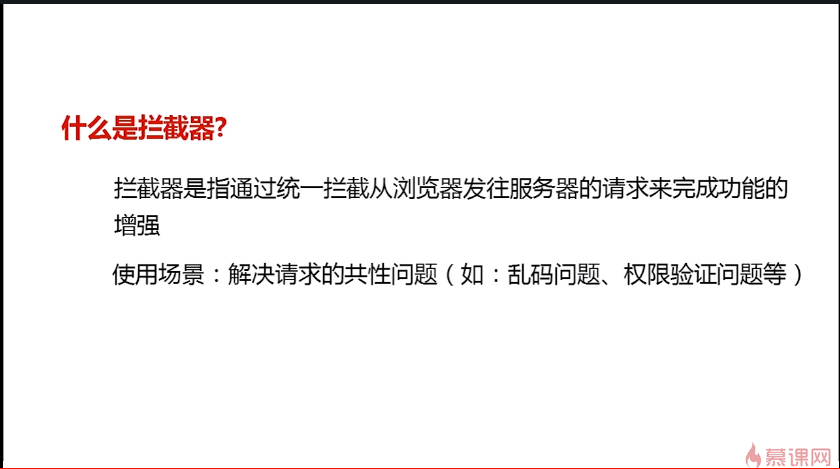 什么是拦截器?
拦截器是指通过统一拦截从浏览器发往服务器的请求来完成功能的
增强
使用场景：解决请求的共性问题（如：乱码问题、权限验证问题等）
慕课网